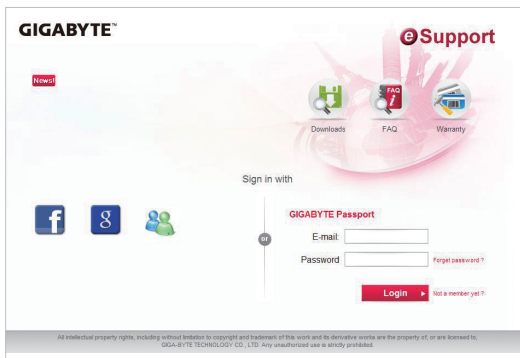 GIGABYTE™
eSupport
News!
FAQ
Downloads
FAQ
Warranty
Sign in with
GIGABYTE Passport
or
E-mail:
Password
Forget password ?
Login
Not a member yet ?
All intellectual property rights, including without limitation to copyright and trademark of this work and its derivative works are the property of, or are licensed to,
GIGA-BYTE TECHNOLOGY CO., LTD. Any unauthorized use is strictly prohibited.